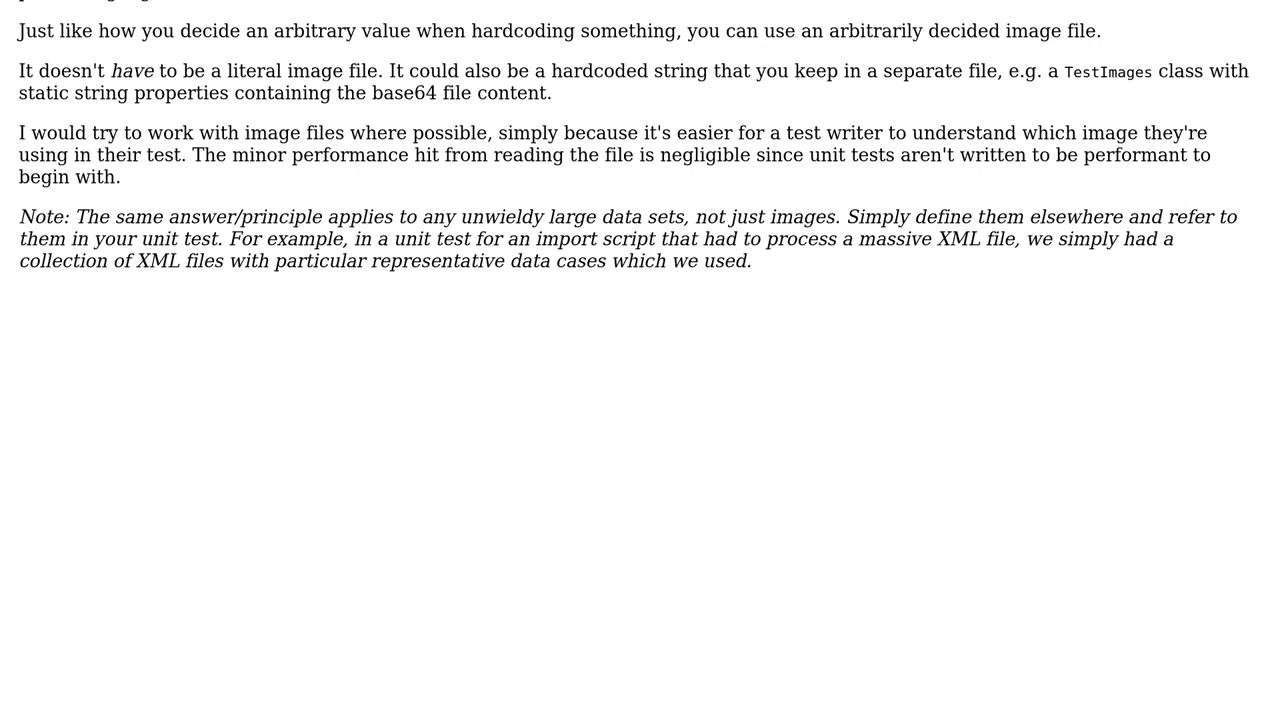 Just like how you decide an arbitrary value when hardcoding something, you can use an arbitrarily decided image file.
It doesn't have to be a literal image file. It could also be a hardcoded string that you keep in a separate file, e.g. a TestImages class with
static string properties containing the base64 file content.
I would try to work with image files where possible, simply because it's easier for a test writer to understand which image they're
using in their test. The minor performance hit from reading the file is negligible since unit tests aren't written to be performant to
begin with.
Note: The same answer/principle applies to any unwieldy large data sets, not just images. Simply define them elsewhere and refer to
them in your unit test. For example, in a unit test for an import script that had to process a massive XML file, we simply had a
collection of XML files with particular representative data cases which we used.